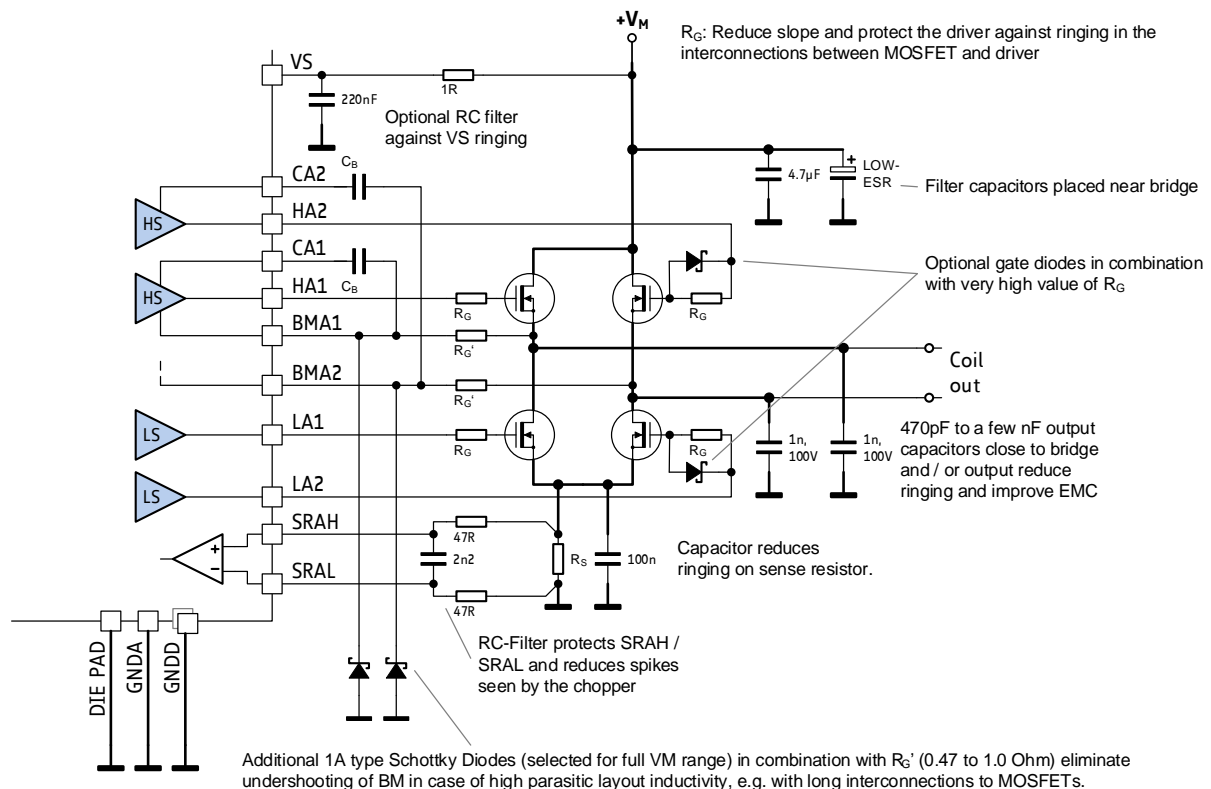 +VM
RG: Reduce slope and protect the driver against ringing in the
interconnections between MOSFET and driver
VS
1R
220nF
Optional RC filter
against VS ringing
4.7µF
+
LOW-
ESR
Filter capacitors placed near bridge
CA2
CB
HA2
HS
CA1
CB
HA1
HS
RG
RG
Optional gate diodes in combination
with very high value of RG
BMA1
RG'
Coil
out
BMA2
RG'
LA1
LS
RG
RG
1n,
100V
1n,
100V
470pF to a few nF output
capacitors close to bridge
and / or output reduce
ringing and improve EMC
LA2
LS
SRAH
47R
+
-
2n2
RS
100n
Capacitor reduces
ringing on sense resistor.
SRAL
47R
RC-Filter protects SRAH /
SRAL and reduces spikes
seen by the chopper
DIE PAD
GNDA
GNDD
Additional 1A type Schottky Diodes (selected for full VM range) in combination with RG' (0.47 to 1.0 Ohm) eliminate
undershooting of BM in case of high parasitic layout inductivity, e.g. with long interconnections to MOSFETs.